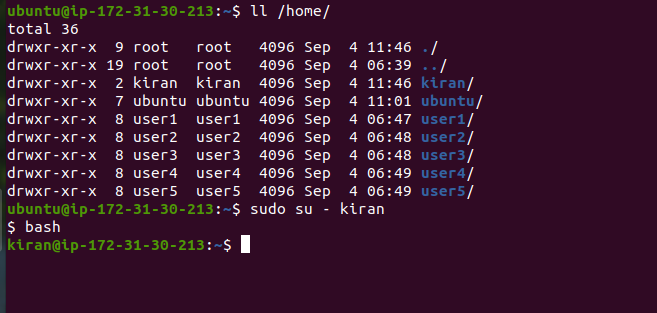 ubuntu@ip-172-31-30-213:~$ ll /home/
total 36
drwxr-xr-x  9 root   root   4096 Sep  4 11:46 ./
drwxr-xr-x 19 root   root   4096 Sep  4 06:39 ../
drwxr-xr-x  2 kiran  kiran  4096 Sep  4 11:46 kiran/
drwxr-xr-x  7 ubuntu ubuntu 4096 Sep  4 11:01 ubuntu/
drwxr-xr-x  8 user1  user1  4096 Sep  4 06:47 user1/
drwxr-xr-x  8 user2  user2  4096 Sep  4 06:48 user2/
drwxr-xr-x  8 user3  user3  4096 Sep  4 06:48 user3/
drwxr-xr-x  8 user4  user4  4096 Sep  4 06:49 user4/
drwxr-xr-x  8 user5  user5  4096 Sep  4 06:49 user5/
ubuntu@ip-172-31-30-213:~$ sudo su - kiran
$ bash
kiran@ip-172-31-30-213:~$